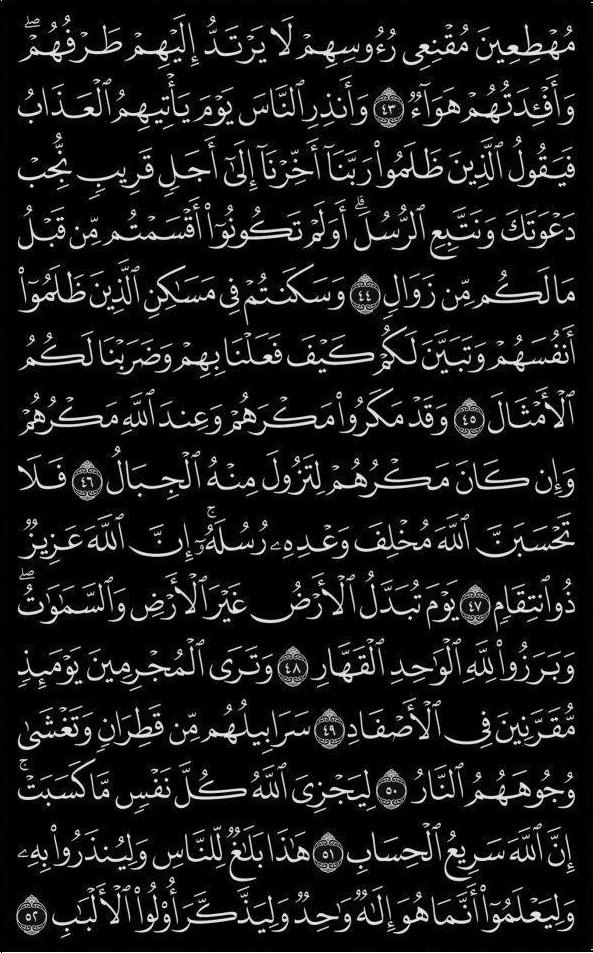 مُهۡطِعِينَ مُقۡنِعِي رُءُوسِهِمۡ لَا يَرۡتَدُّ إِلَيۡهِمۡ طَرۡفُهُمۡۖ
وَأَفۡـِٔدَتُهُمۡ هَوَآءٞ ٤٣ وَأَنذِرِ ٱلنَّاسَ يَوۡمَ يَأۡتِيهِمُ ٱلۡعَذَابُ
فَيَقُولُ ٱلَّذِينَ ظَلَمُواْ رَبَّنَآ أَخِّرۡنَآ إِلَىٰٓ أَجَلٖ قَرِيبٖ نُّجِبۡ
دَعۡوَتَكَ وَنَتَّبِعِ ٱلرُّسُلَۗ أَوَلَمۡ تَكُونُوٓاْ أَقۡسَمۡتُم مِّن قَبۡلُ
مَا لَكُم مِّن زَوَالٖ ٤٤ وَسَكَنتُمۡ فِي مَسَٰكِنِ ٱلَّذِينَ ظَلَمُوٓاْ
أَنفُسَهُمۡ وَتَبَيَّنَ لَكُمۡ كَيۡفَ فَعَلۡنَا بِهِمۡ وَضَرَبۡنَا لَكُمُ
ٱلۡأَمۡثَالَ ٤٥ وَقَدۡ مَكَرُواْ مَكۡرَهُمۡ وَعِندَ ٱللَّهِ مَكۡرُهُمۡ
وَإِن كَانَ مَكۡرُهُمۡ لِتَزُولَ مِنۡهُ ٱلۡجِبَالُ ٤٦ فَلَا
تَحۡسَبَنَّ ٱللَّهَ مُخۡلِفَ وَعۡدِهِۦ رُسُلَهُۥٓۚ إِنَّ ٱللَّهَ عَزِيزٞ
ذُو ٱنتِقَامٖ ٤٧ يَوۡمَ تُبَدَّلُ ٱلۡأَرۡضُ غَيۡرَ ٱلۡأَرۡضِ وَٱلسَّمَٰوَٰتُۖ
وَبَرَزُواْ لِلَّهِ ٱلۡوَٰحِدِ ٱلۡقَهَّارِ ٤٨ وَتَرَى ٱلۡمُجۡرِمِينَ يَوۡمَئِذٖ
مُّقَرَّنِينَ فِي ٱلۡأَصۡفَادِ ٤٩ سَرَابِيلُهُم مِّن قَطِرَانٖ وَتَغۡشَىٰ
وُجُوهَهُمُ ٱلنَّارُ ٥٠ لِيَجۡزِيَ ٱللَّهُ كُلَّ نَفۡسٖ مَّا كَسَبَتۡۚ
إِنَّ ٱللَّهَ سَرِيعُ ٱلۡحِسَابِ ٥١ هَٰذَا بَلَٰغٞ لِّلنَّاسِ وَلِيُنذَرُواْ بِهِۦ
وَلِيَعۡلَمُوٓاْ أَنَّمَا هُوَ إِلَٰهٞ وَٰحِدٞ وَلِيَذَّكَّرَ أُوْلُواْ ٱلۡأَلۡبَٰبِ ٥٢